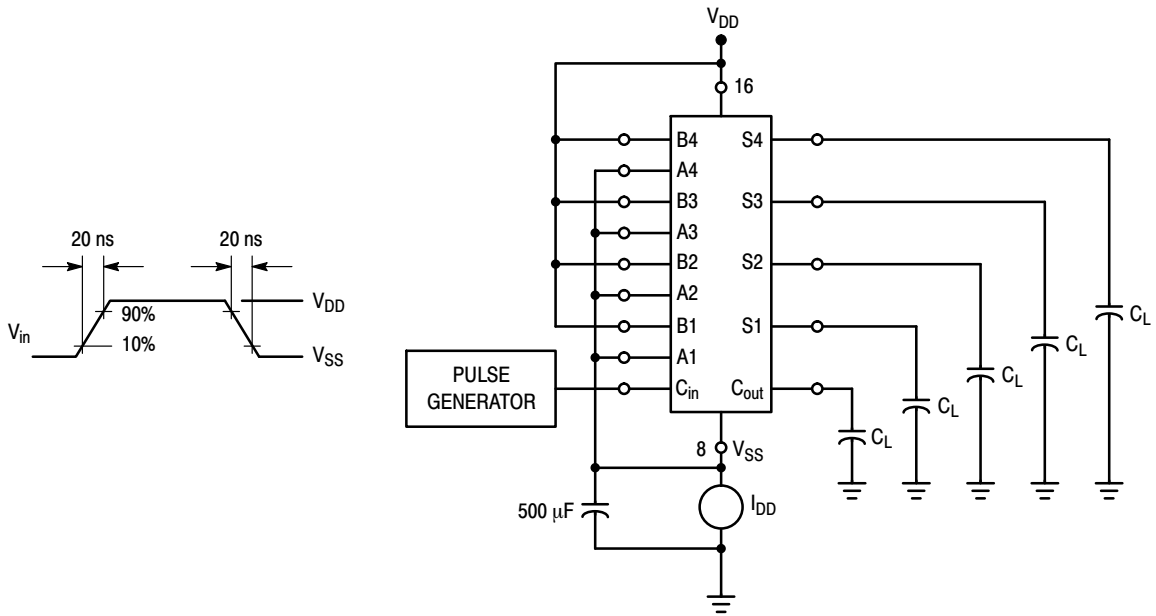 V_DD
16
B4 S4
A4
B3 S3
A3
B2 S2
A2
B1 S1
A1
C_in C_out
PULSE
GENERATOR
8 V_SS
500 μF
I_DD
C_L
C_L
C_L
C_L
C_L
20 ns 20 ns
V_in
90%
10%
V_DD
V_SS